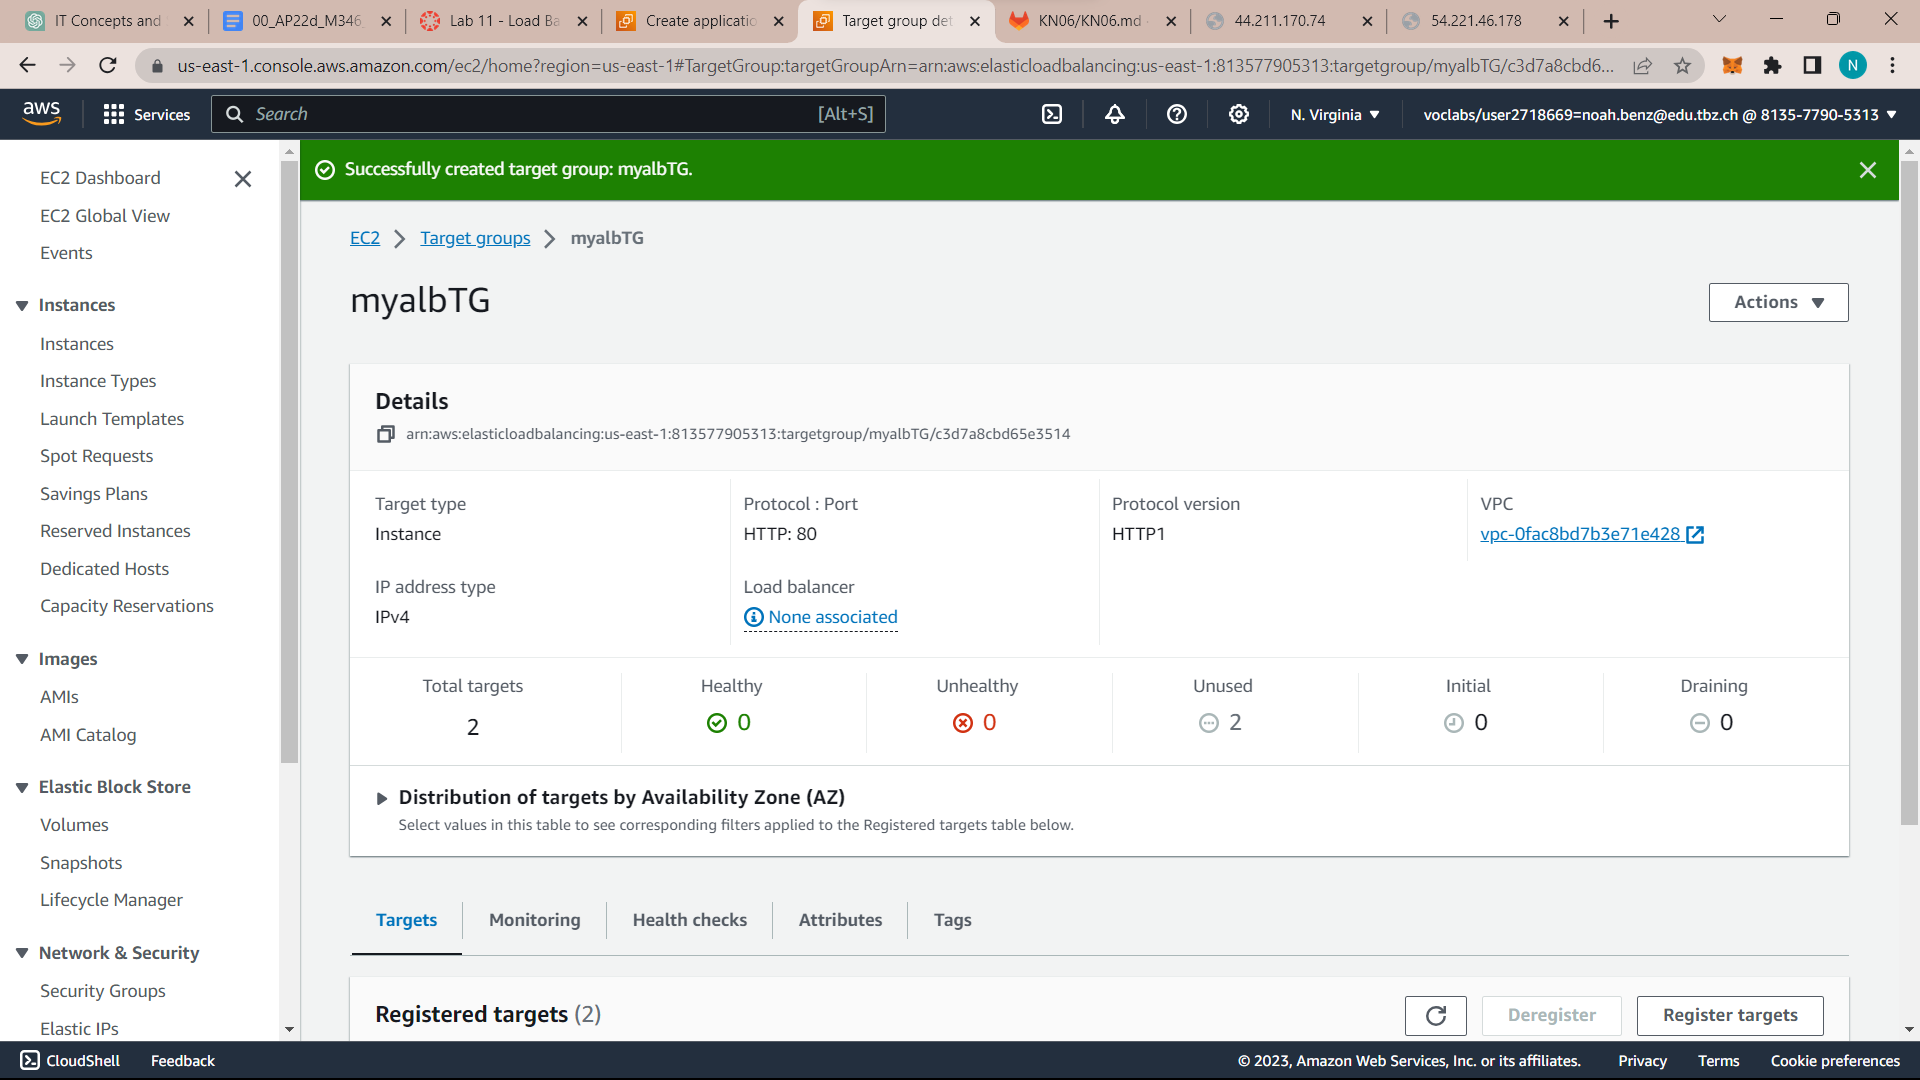 IT Concepts and
00_AP22d_M346_
Lab 11 - Load Ba
Create applicatio
Target group det
KN06/KN06.md
44.211.170.74
54.221.46.178
us-east-1.console.aws.amazon.com/ec2/home?region=us-east-1#TargetGroup:targetGroupArn=arn:aws:elasticloadbalancing:us-east-1:813577905313:targetgroup/myalbTG/c3d7a8cbd6...
N
aws
Services
Search
[Alt+S]
N. Virginia
voclabs/user2718669=noah.benz@edu.tbz.ch @ 8135-7790-5313
EC2 Dashboard
EC2 Global View
Events
Instances
Instances
Instance Types
Launch Templates
Spot Requests
Savings Plans
Reserved Instances
Dedicated Hosts
Capacity Reservations
Images
AMIs
AMI Catalog
Elastic Block Store
Volumes
Snapshots
Lifecycle Manager
Network & Security
Security Groups
Elastic IPs
Successfully created target group: myalbTG.
EC2
Target groups
myalbTG
myalbTG
Actions
Details
arn:aws:elasticloadbalancing:us-east-1:813577905313:targetgroup/myalbTG/c3d7a8cbd65e3514
Target type
Instance
Protocol : Port
HTTP: 80
Protocol version
HTTP1
VPC
vpc-0fac8bd7b3e71e428
IP address type
IPv4
Load balancer
None associated
Total targets
2
Healthy
0
Unhealthy
0
Unused
2
Initial
0
Draining
0
Distribution of targets by Availability Zone (AZ)
Select values in this table to see corresponding filters applied to the Registered targets table below.
Targets
Monitoring
Health checks
Attributes
Tags
Registered targets (2)
Deregister
Register targets
CloudShell
Feedback
© 2023, Amazon Web Services, Inc. or its affiliates.
Privacy
Terms
Cookie preferences